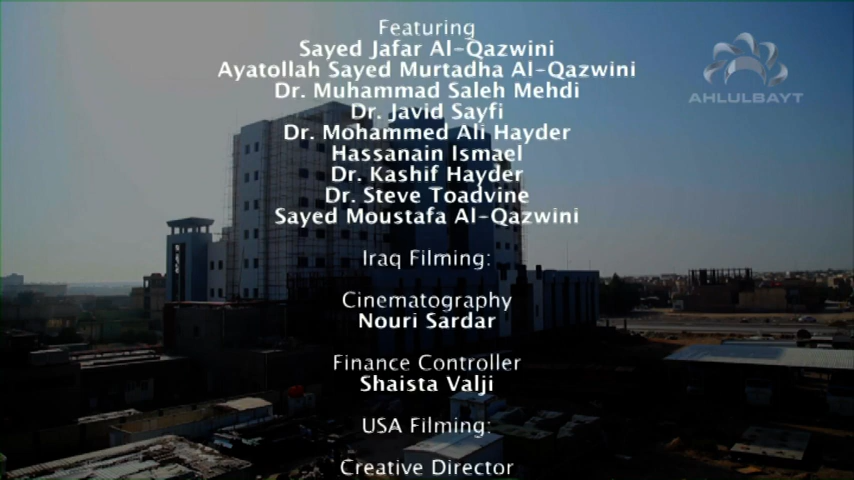 Featuring
Sayed Jafar Al-Qazwini
Ayatollah Sayed Murtadha Al-Qazwini
Dr. Muhammad Saleh Mehdi
Dr. Javid Sayfi
Dr. Mohammed Ali Hayder
Hassanain Ismael
Dr. Kashif Hayder
Dr. Steve Toadvine
Sayed Moustafa Al-Qazwini
Iraq Filming:
Cinematography
Nouri Sardar
Finance Controller
Shaista Valji
USA Filming:
Creative Director
AHLULBAYT